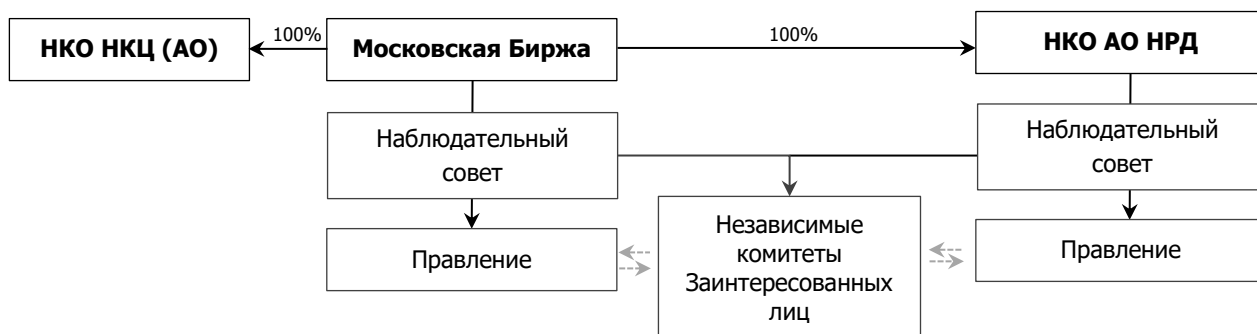 НКО НКЦ (АО)
100%
Московская Биржа
100%
НКО АО НРД
Наблюдательный
совет
Наблюдательный
совет
Независимые
комитеты
Заинтересованных
лиц
Правление
Правление